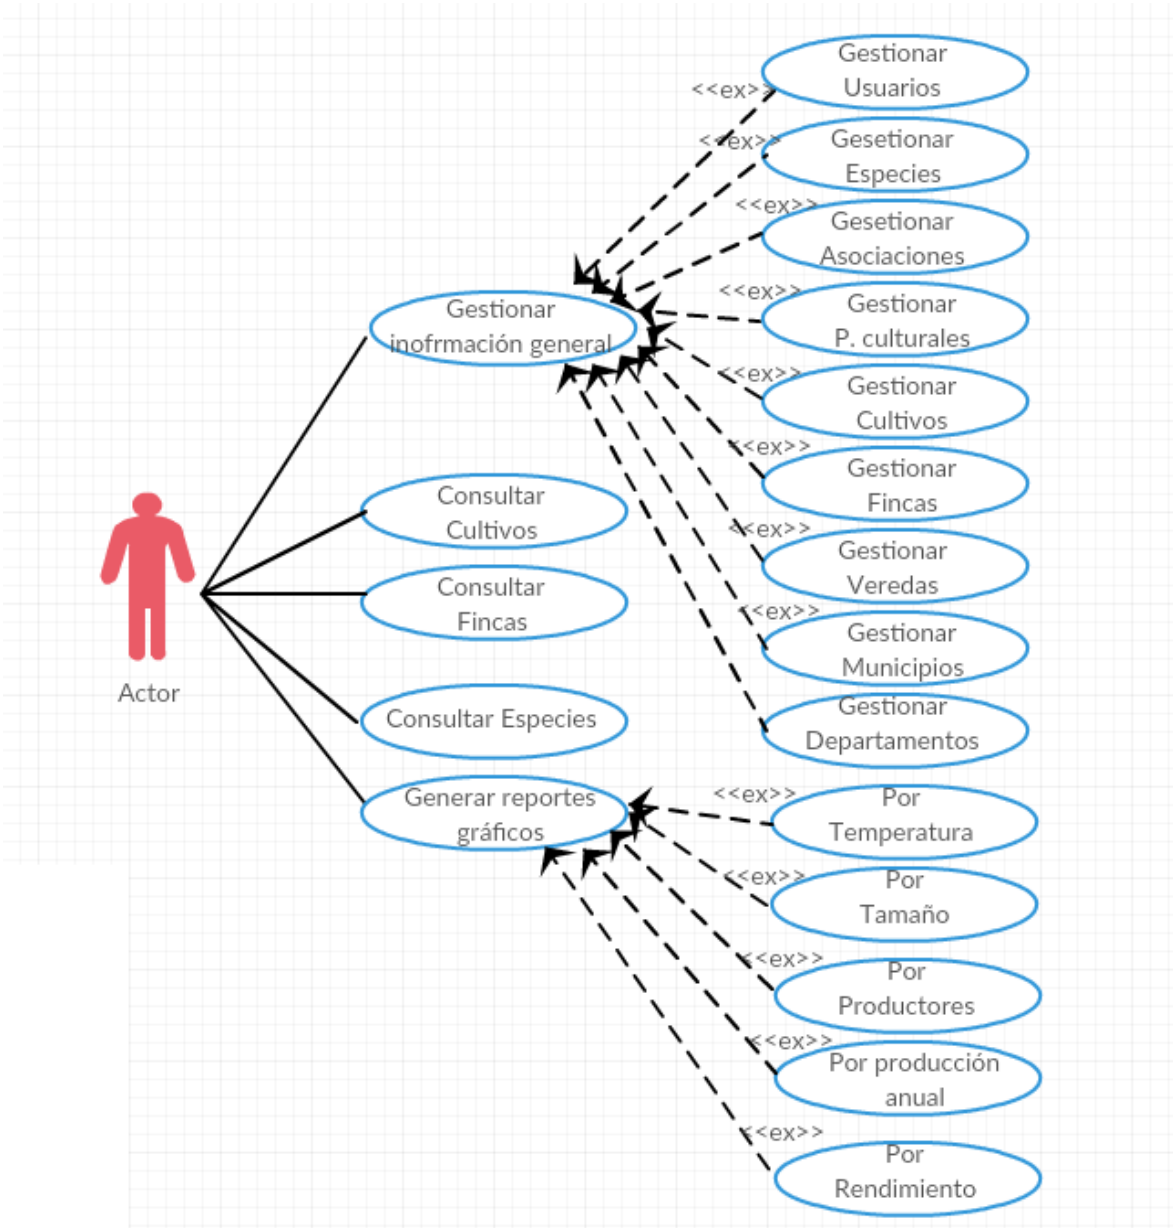 Gestionar
Usuarios
<<ex>>
Gesetionar
Especies
<<ex>>
Gesetionar
Asociaciones
<<ex>>
Gestionar
P. culturales
<<ex>>
Gestionar
inofrmación general
Gestionar
Cultivos
<<ex>>
Gestionar
Fincas
<<ex>>
Consultar
Cultivos
Gestionar
Veredas
<<ex>>
Consultar
Fincas
Gestionar
Municipios
<<ex>>
Actor
Consultar Especies
Gestionar
Departamentos
Generar reportes
gráficos
<<ex>>
Por
Temperatura
<<ex>>
Por
Tamaño
<<ex>>
Por
Productores
<<ex>>
Por producción
anual
<<ex>>
Por
Rendimiento